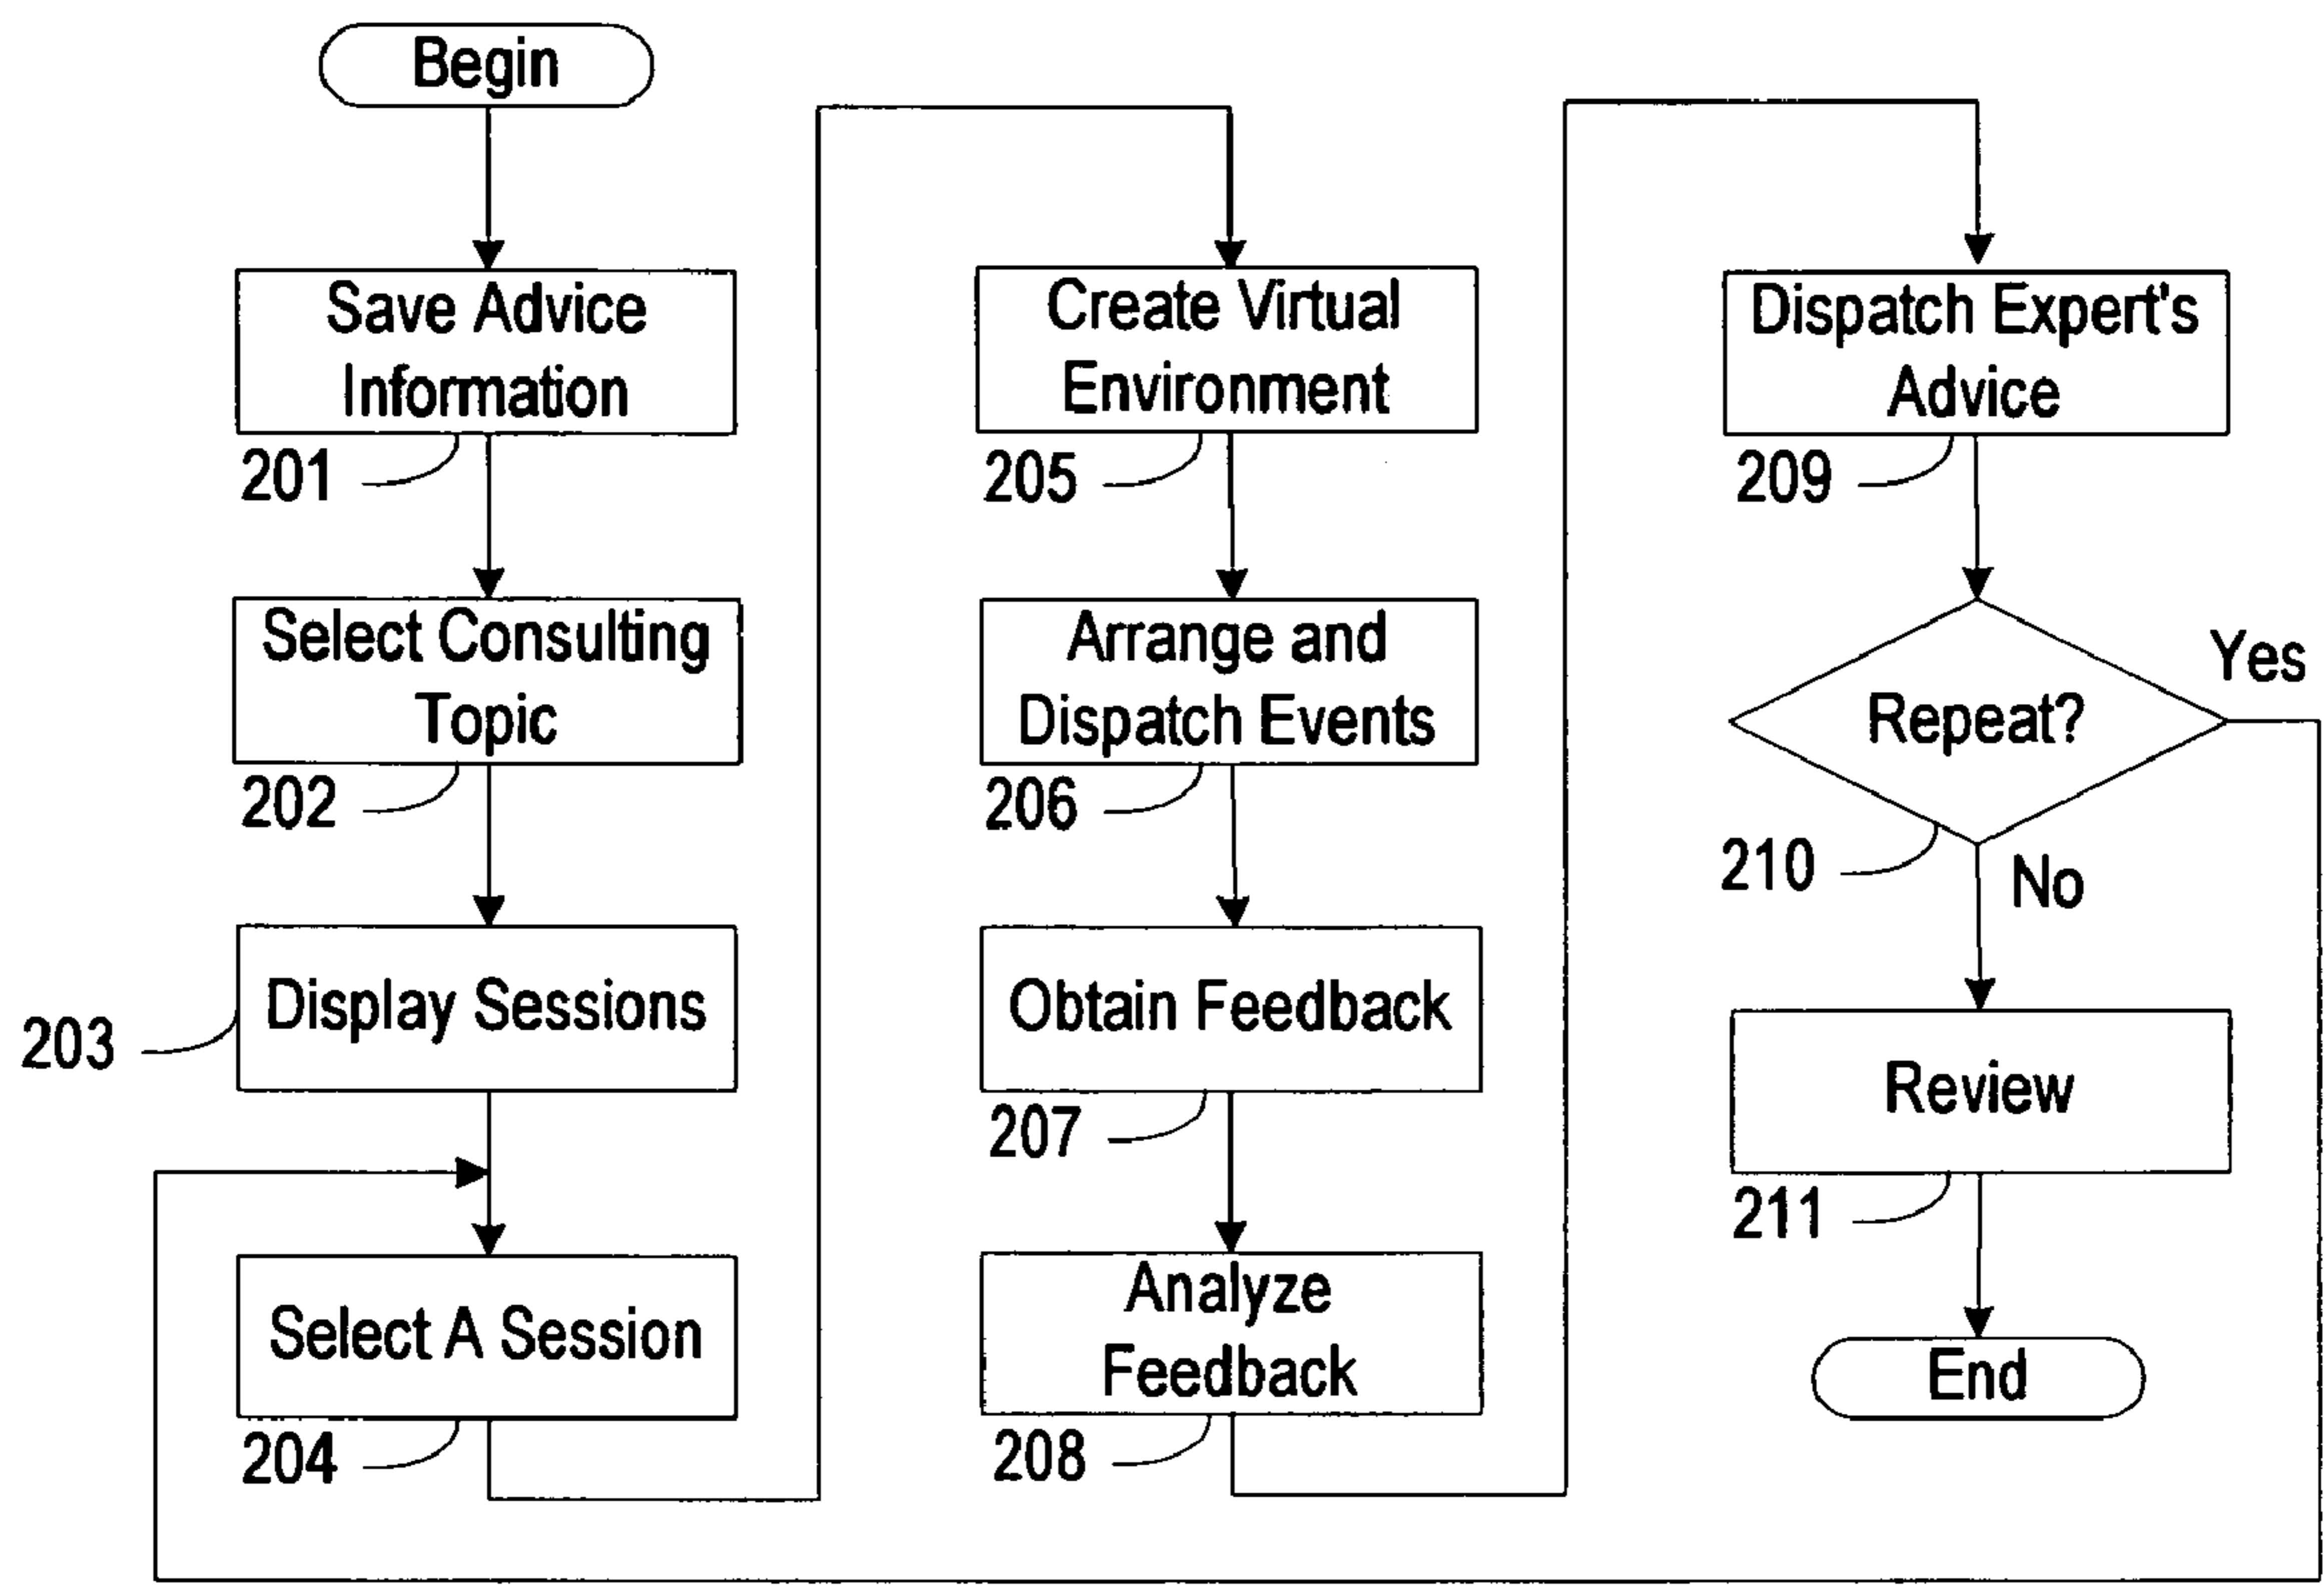 Begin
Save Advice
Information
201
Select Consulting
Topic
202
Display Sessions
203
Select A Session
204
Create Virtual
Environment
205
Arrange and
Dispatch Events
206
Obtain Feedback
207
Analyze
Feedback
208
Dispatch Expert's
Advice
209
Repeat?
Yes
210
No
Review
211
End